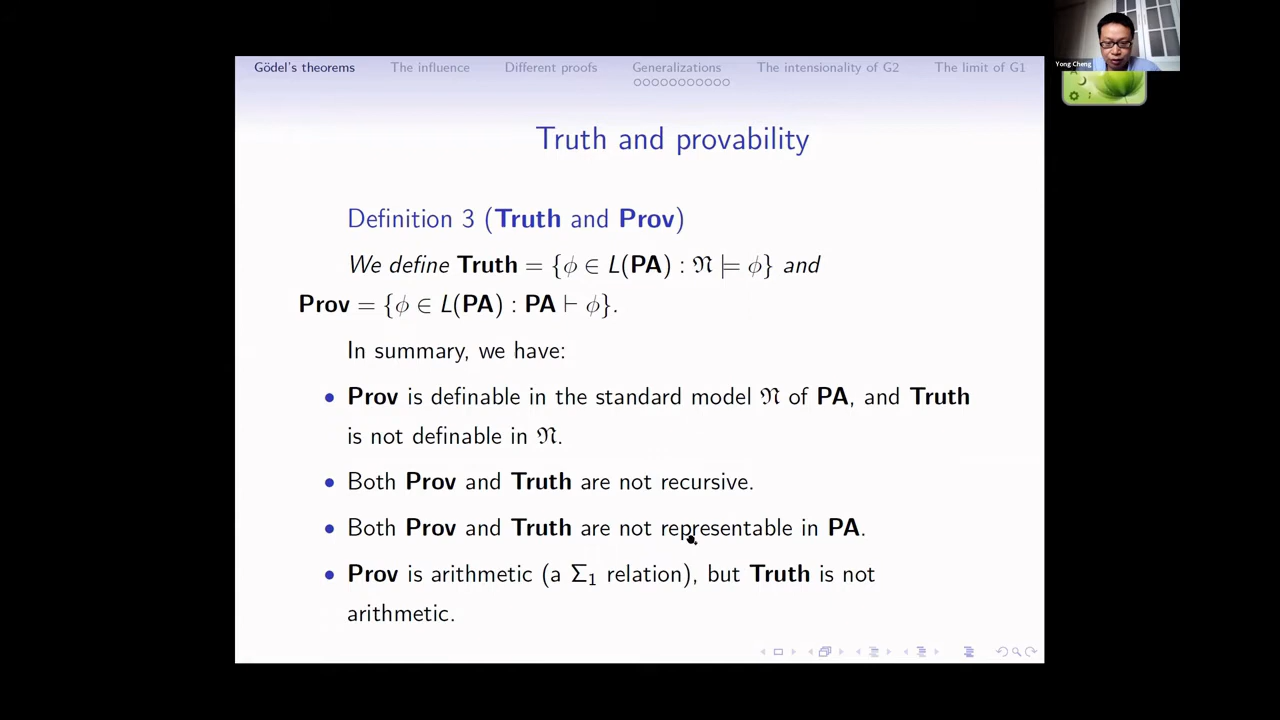 Gödel's theorems The influence Different proofs Generalizations The intensionality of G2 The limit of G1
Yong Cheng
Truth and provability
Definition 3 (Truth and Prov)
We define Truth = {ϕ ∈ L(PA) : 𝔑 ⊨ ϕ} and
Prov = {ϕ ∈ L(PA) : PA ⊢ ϕ}.
In summary, we have:
• Prov is definable in the standard model 𝔑 of PA, and Truth
is not definable in 𝔑.
• Both Prov and Truth are not recursive.
• Both Prov and Truth are not representable in PA.
• Prov is arithmetic (a Σ₁ relation), but Truth is not
arithmetic.